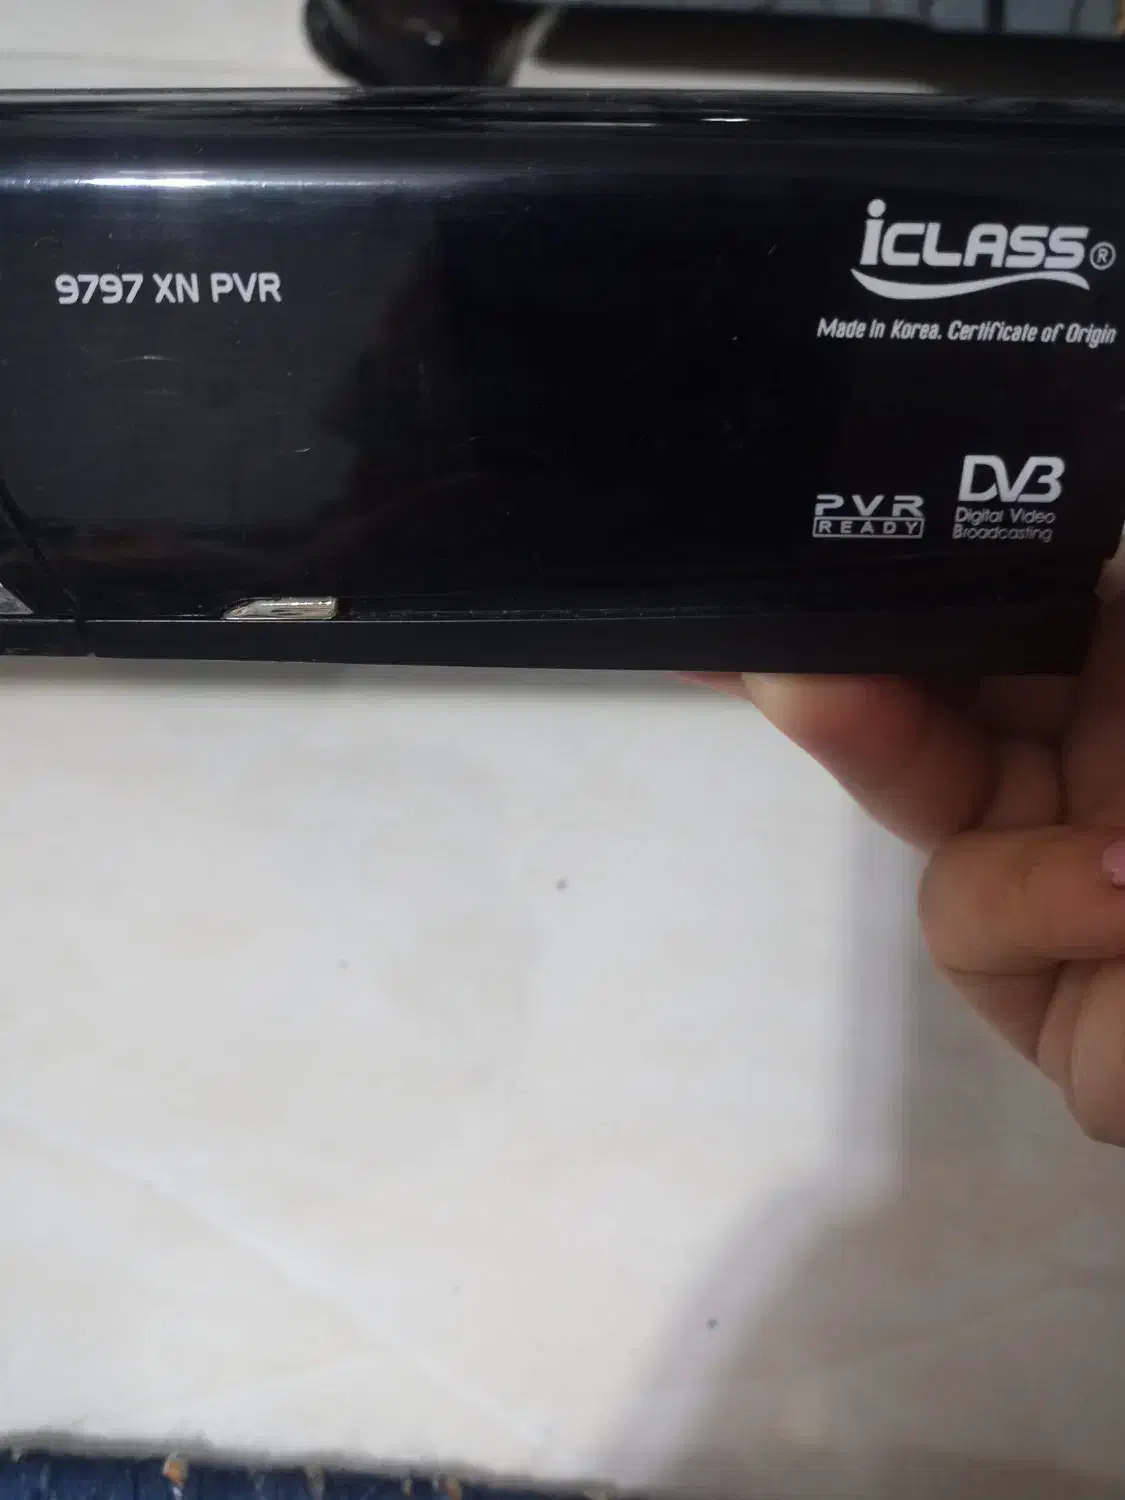 iCLASS®
9797 XN PVR
Made in Korea. Certificate of Origin
DVB
PVR
READY
Digital Video
Broadcasting